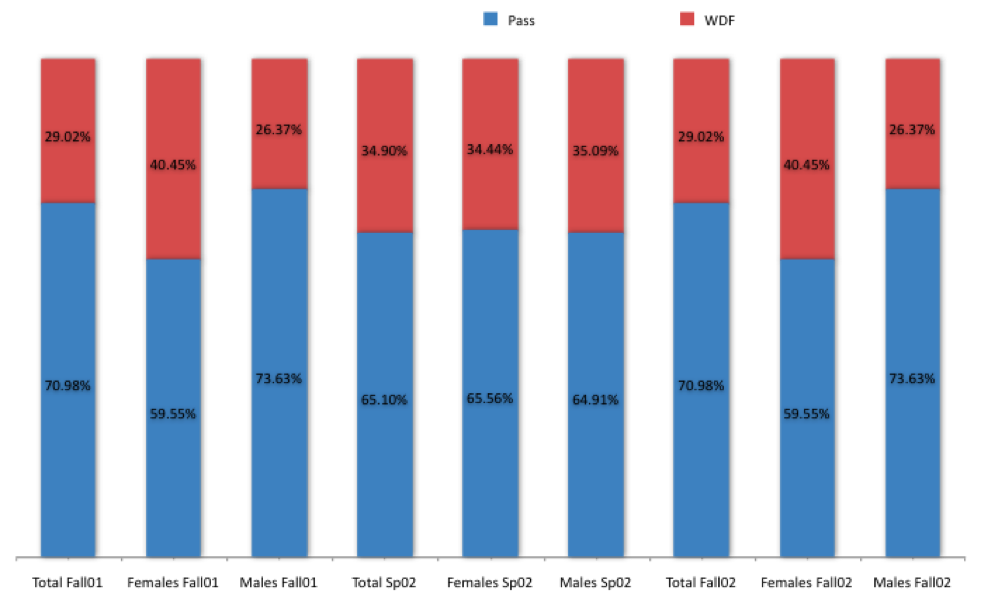 Pass WDF
29.02% 40.45% 26.37% 34.90% 34.44% 35.09% 29.02% 40.45% 26.37%
70.98% 59.55% 73.63% 65.10% 65.56% 64.91% 70.98% 59.55% 73.63%
Total Fall01 Females Fall01 Males Fall01 Total Sp02 Females Sp02 Males Sp02 Total Fall02 Females Fall02 Males Fall02